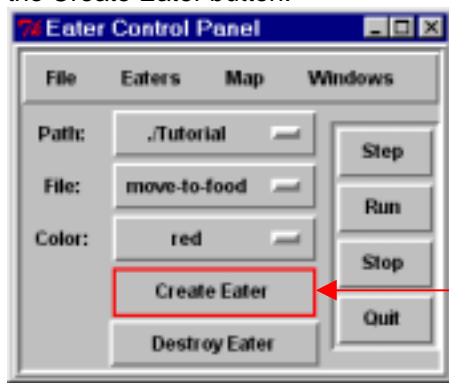 the Create Eater button.
Eater Control Panel
File Eaters Map Windows
Path: ./Tutorial
Step
File: move-to-food
Run
Color: red
Stop
Create Eater
Quit
Destroy Eater